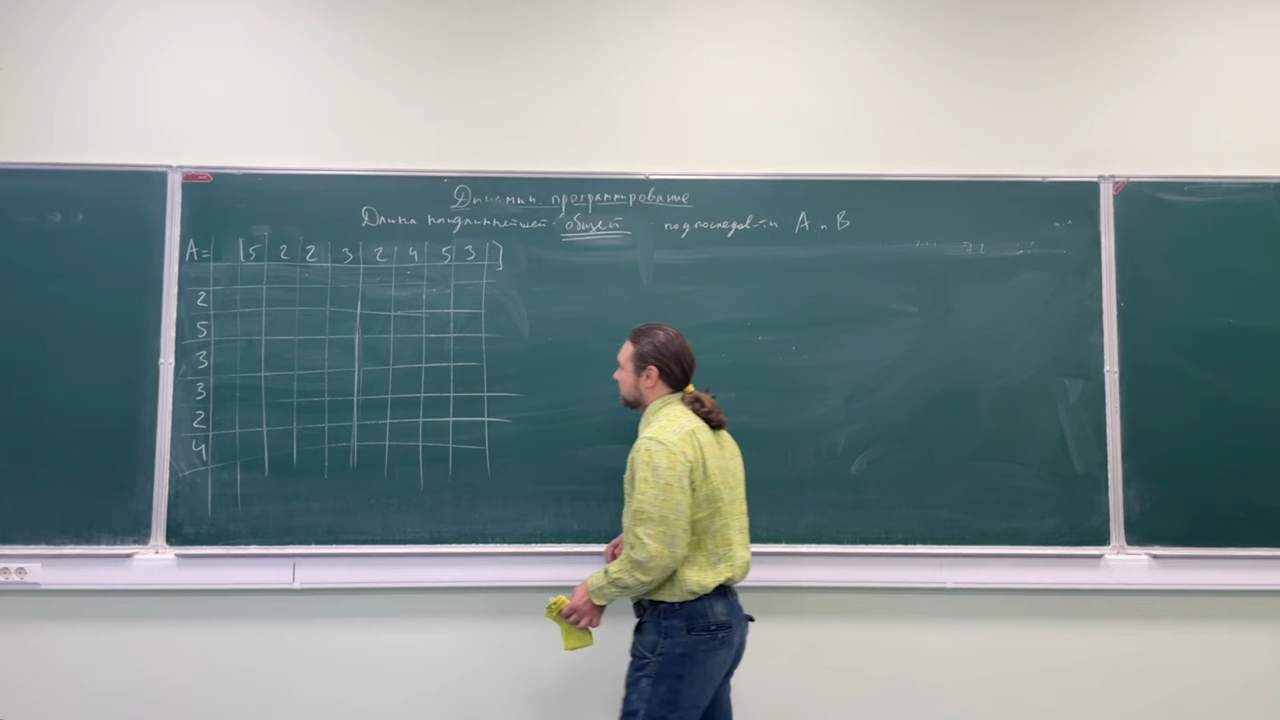 Динамич. программирование
Длина наидлиннейшей общей подпоследов-ти A и B
A= [5 2 2 3 2 4 5 3]
2
5
3
3
2
4